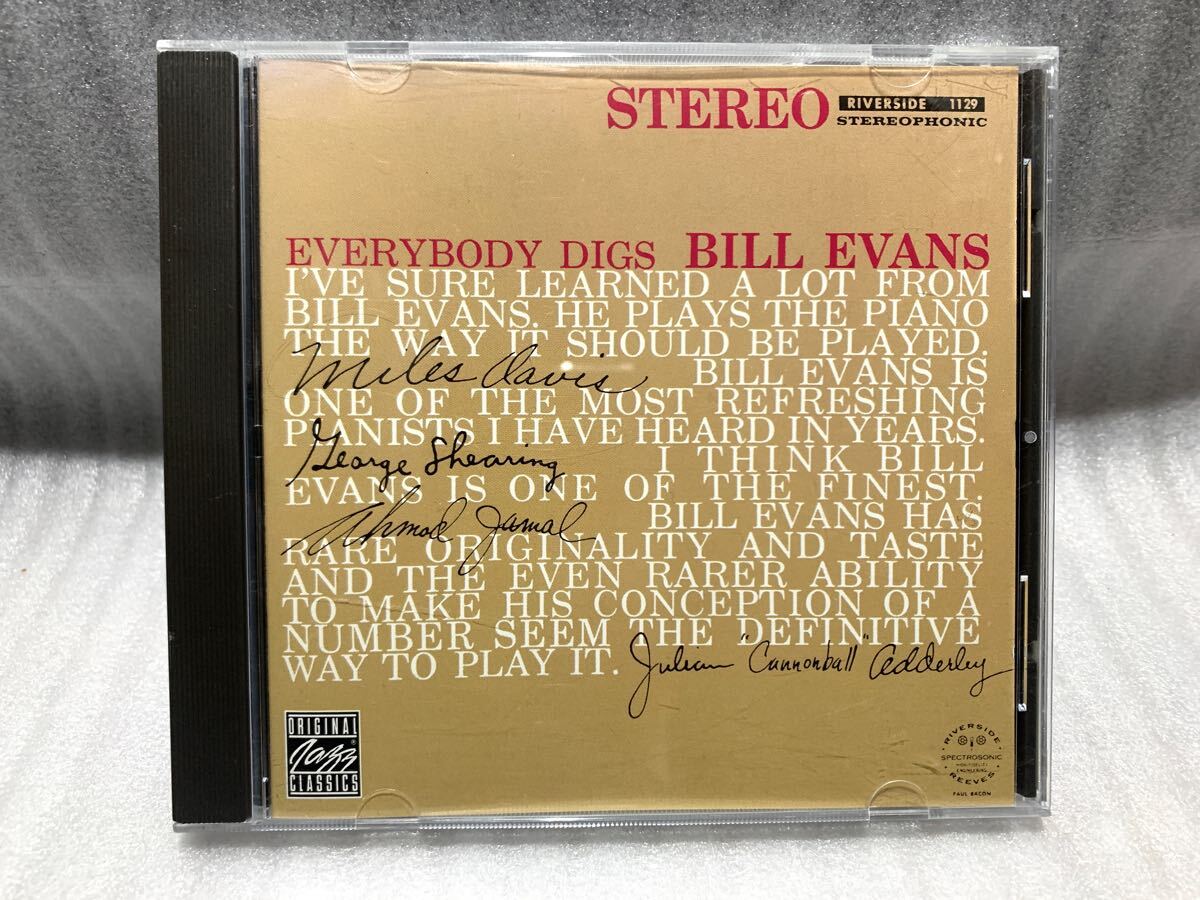 STEREO RIVERSIDE 1129
STEREOPHONIC
EVERYBODY DIGS BILL EVANS
I'VE SURE LEARNED A LOT FROM
BILL EVANS. HE PLAYS THE PIANO
THE WAY IT SHOULD BE PLAYED.
Miles Davis BILL EVANS IS
ONE OF THE MOST REFRESHING
PIANISTS I HAVE HEARD IN YEARS.
George Shearing I THINK BILL
EVANS IS ONE OF THE FINEST.
Ahmad Jamal BILL EVANS HAS
RARE ORIGINALITY AND TASTE
AND THE EVEN RARER ABILITY
TO MAKE HIS CONCEPTION OF A
NUMBER SEEM THE DEFINITIVE
WAY TO PLAY IT. Julian "Cannonball" Adderley
ORIGINAL
Jazz®
CLASSICS
RIVERSIDE
SPECTROSONIC
HIGH-FIDELITY
ENGINEERING
REEVES
PAUL BACON